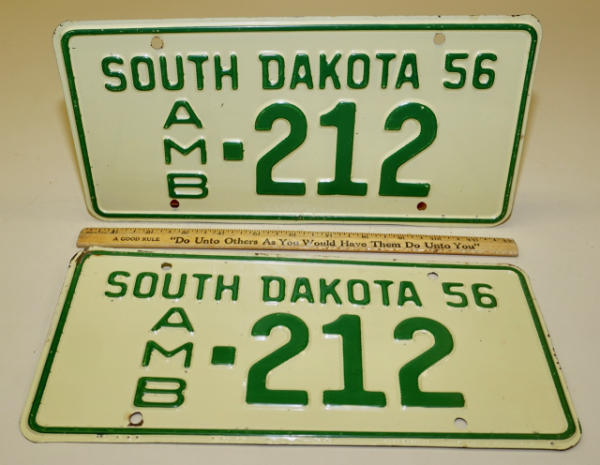 SOUTH DAKOTA 56
AMB-212
A GOOD RULE "Do Unto Others As You Would Have Them Do Unto You"
SOUTH DAKOTA 56
AMB-212